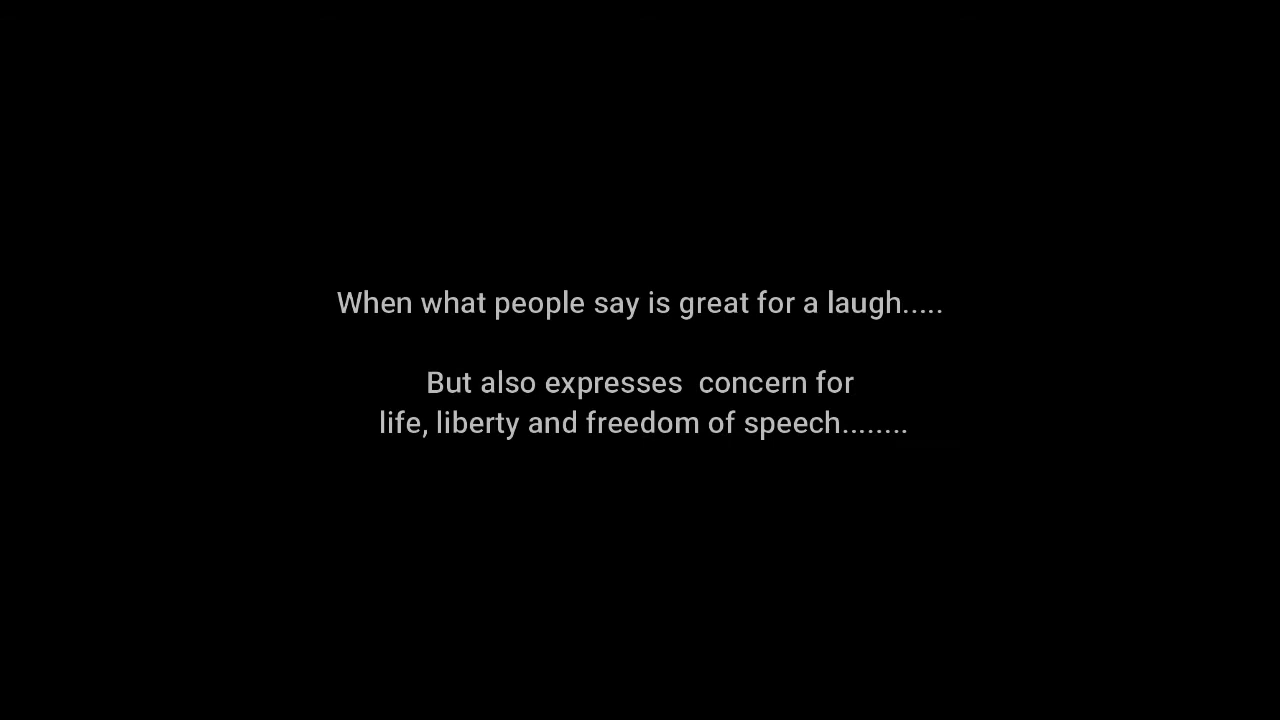 When what people say is great for a laugh.....
But also expresses  concern for
life, liberty and freedom of speech........